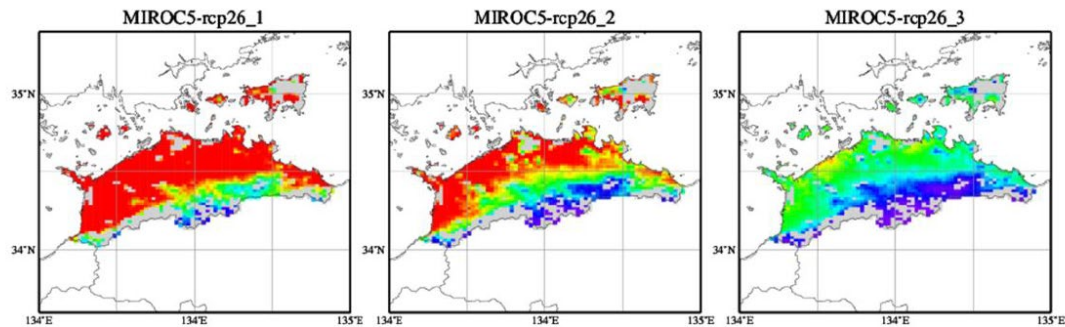 MIROC5-rcp26_1 MIROC5-rcp26_2 MIROC5-rcp26_3
35°N 35°N 35°N
34°N 34°N 34°N
134°E 134°E 135°E 134°E 134°E 135°E 134°E 134°E 135°E